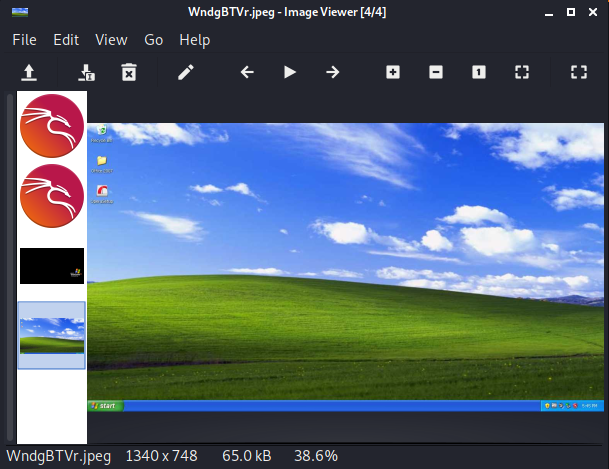 WndgBTVr.jpeg - Image Viewer [4/4]
File Edit View Go Help
1
start
WndgBTVr.jpeg 1340 x 748 65.0 kB 38.6%